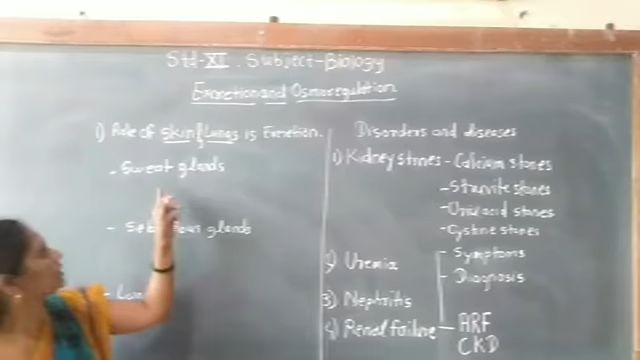 Std-XI. Subject-Biology
Excretion and Osmoregulation
1) Role of skin & Lungs is Excretion.
- Sweat glands
glands
Disorders and diseases
1) Kidney stones - Calcium stones
- Struvite stones
- Uric acid stones
- Cystine stones
2) Uremia
- Symptoms
- Diagnosis
3) Nephritis
4) Renal failure - ARF
CKD